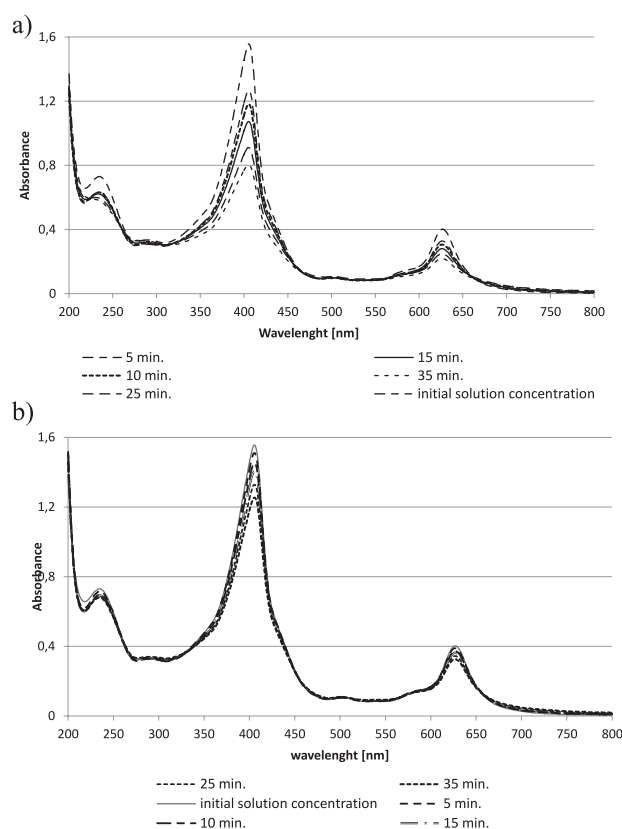 a)
1,6
1,2
0,8
0,4
0
Absorbance
200 250 300 350 400 450 500 550 600 650 700 750 800
Wavelenght [nm]
5 min. 15 min.
10 min. 35 min.
25 min. initial solution concentration
b)
1,6
1,2
0,8
0,4
0
Absorbance
200 250 300 350 400 450 500 550 600 650 700 750 800
wavelenght [nm]
25 min. 35 min.
initial solution concentration 5 min.
10 min. 15 min.